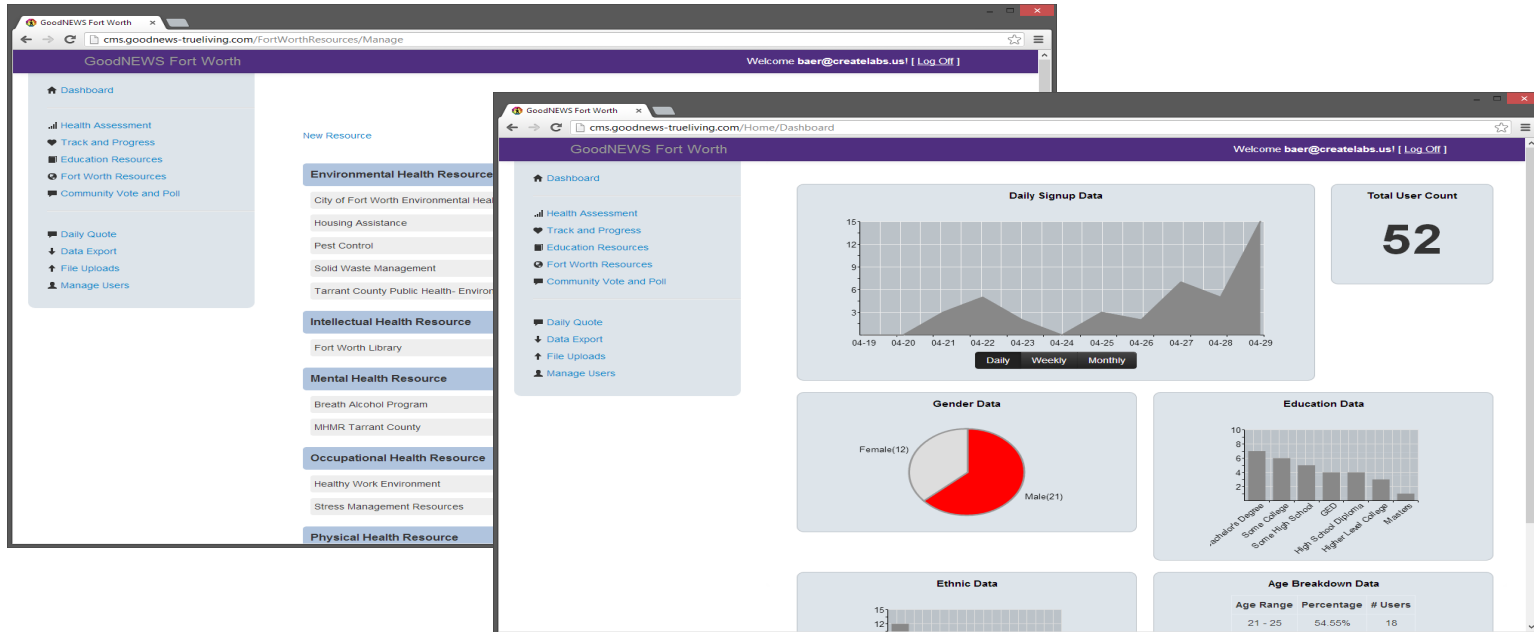 GoodNEWS Fort Worth
cms.goodnews-trueliving.com/FortWorthResources/Manage
GoodNEWS Fort Worth
Welcome baer@createlabs.us! [ Log Off ]
Dashboard
Health Assessment
Track and Progress
Education Resources
Fort Worth Resources
Community Vote and Poll
Daily Quote
Data Export
File Uploads
Manage Users
New Resource
Environmental Health Resource
City of Fort Worth Environmental Hea
Housing Assistance
Pest Control
Solid Waste Management
Tarrant County Public Health- Environ
Intellectual Health Resource
Fort Worth Library
Mental Health Resource
Breath Alcohol Program
MHMR Tarrant County
Occupational Health Resource
Healthy Work Environment
Stress Management Resources
Physical Health Resource
GoodNEWS Fort Worth
cms.goodnews-trueliving.com/Home/Dashboard
GoodNEWS Fort Worth
Welcome baer@createlabs.us! [ Log Off ]
Dashboard
Health Assessment
Track and Progress
Education Resources
Fort Worth Resources
Community Vote and Poll
Daily Quote
Data Export
File Uploads
Manage Users
Daily Signup Data
15
12
9
6
3
04-19 04-20 04-21 04-22 04-23 04-24 04-25 04-26 04-27 04-28 04-29
Daily Weekly Monthly
Total User Count
52
Gender Data
Female(12)
Male(21)
Education Data
10
8
6
4
2
achelor's Degree
Some College
Some High School
GED
High School Diploma
Higher Level College
Masters
Ethnic Data
15
12
Age Breakdown Data
Age Range Percentage # Users
21 - 25 54.55% 18